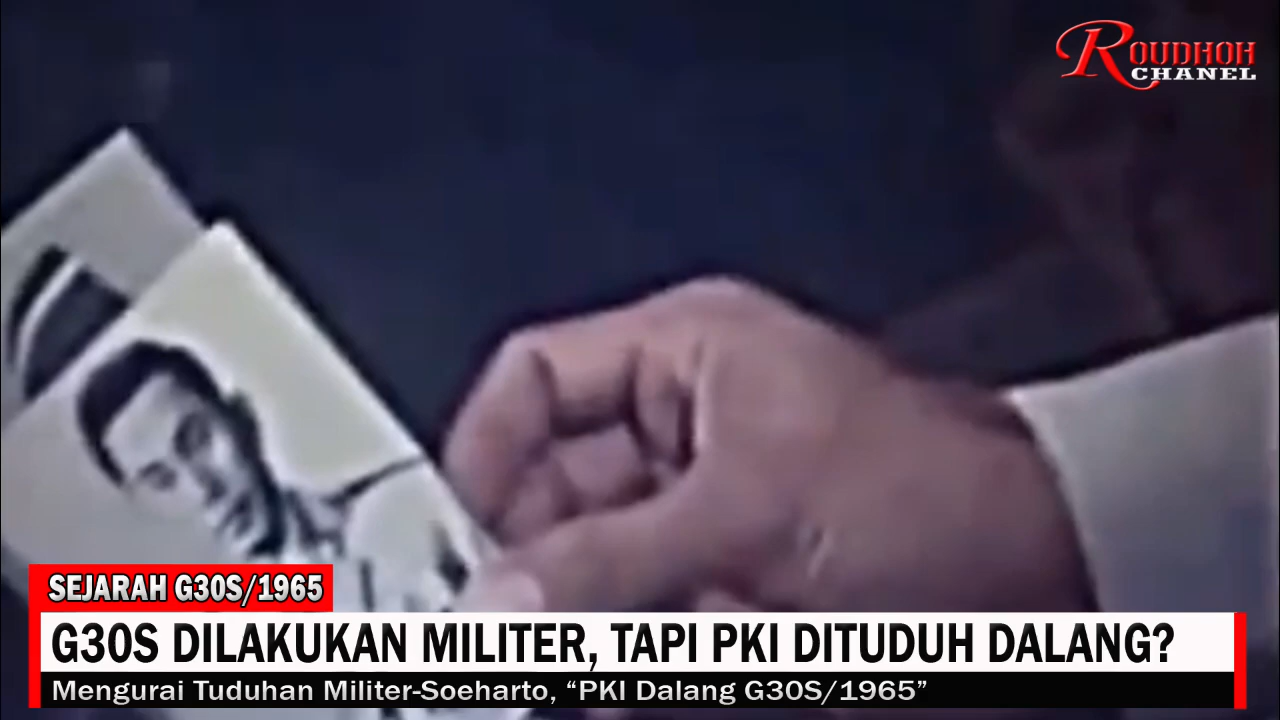 ROUDHOH
CHANEL
SEJARAH G30S/1965
G30S DILAKUKAN MILITER, TAPI PKI DITUDUH DALANG?
Mengurai Tuduhan Militer-Soeharto, “PKI Dalang G30S/1965”